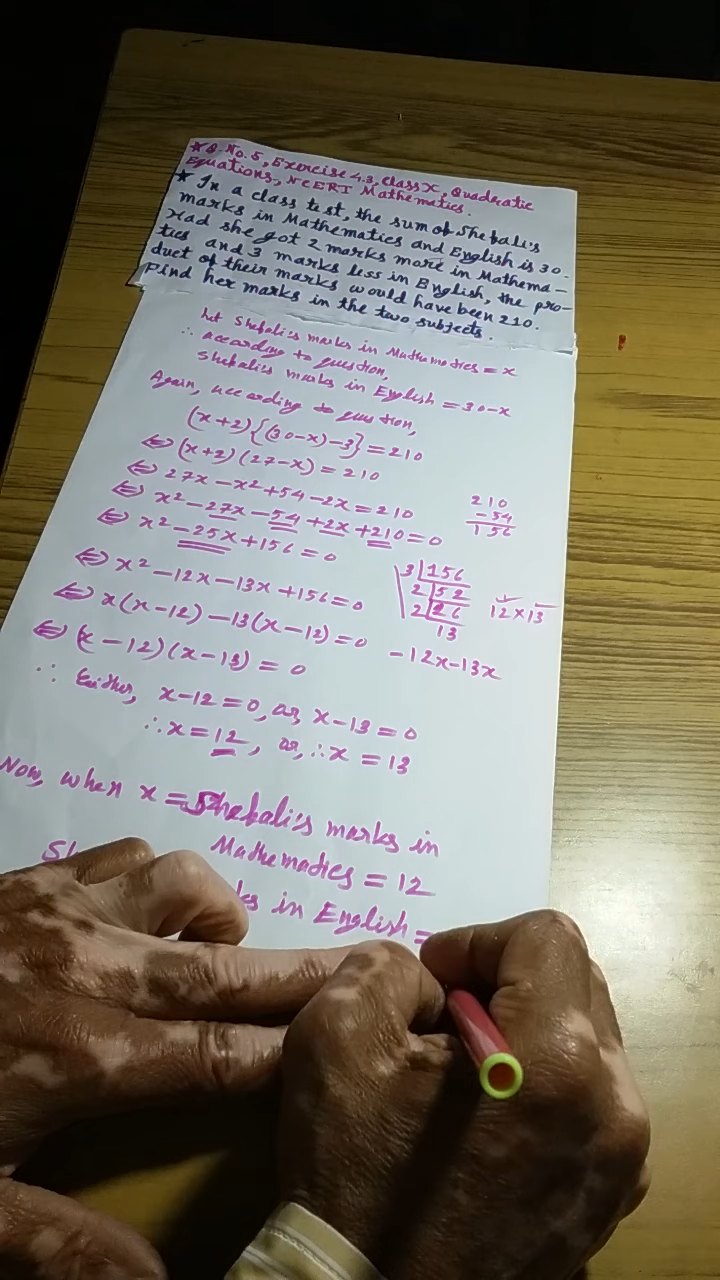 * Q. No. 5, Exercise 4.3, Class X, Quadratic
Equations, NCERT Mathematics.
* In a class test, the sum of Shefali's
marks in Mathematics and English is 30.
Had she got 2 marks more in Mathema-
tics and 3 marks less in English, the pro-
duct of their marks would have been 210.
Find her marks in the two subjects.
Let Shefali's marks in Mathematics = x
∴ according to question,
Shefali's marks in English = 30-x
Again, according to question,
(x+2){(30-x)-3} = 210
⇔ (x+2)(27-x) = 210
⇔ 27x-x²+54-2x = 210
⇔ x²-27x-54+2x+210=0
⇔ x²-25x+156=0
210
-54
156
⇔ x²-12x-13x+156=0
⇔ x(x-12)-13(x-12)=0
⇔ (x-12)(x-13) = 0
3|156
2|52
2|26
13
12x13
-12x-13x
∴ Either, x-12=0, or, x-13=0
∴ x=12, or, ∴ x = 13
Now, when x = Shefali's marks in
Mathematics = 12
Sh ks in English =